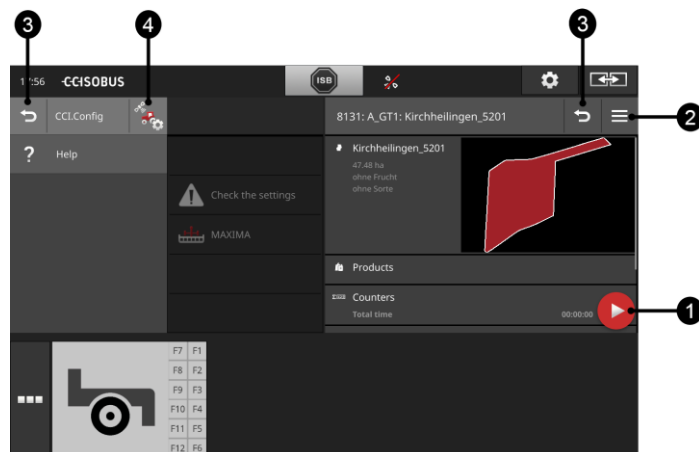 3
4
3
17:56
CCISOBUS
ISB
CCI.Config
8131: A_GT1: Kirchheilingen_5201
2
? Help
Kirchheilingen_5201
47.48 ha
ohne Frucht
ohne Sorte
Check the settings
MAXIMA
Products
Counters
Total time 00:00:00
1
F7 F1
F8 F2
F9 F3
F10 F4
F11 F5
F12 F6